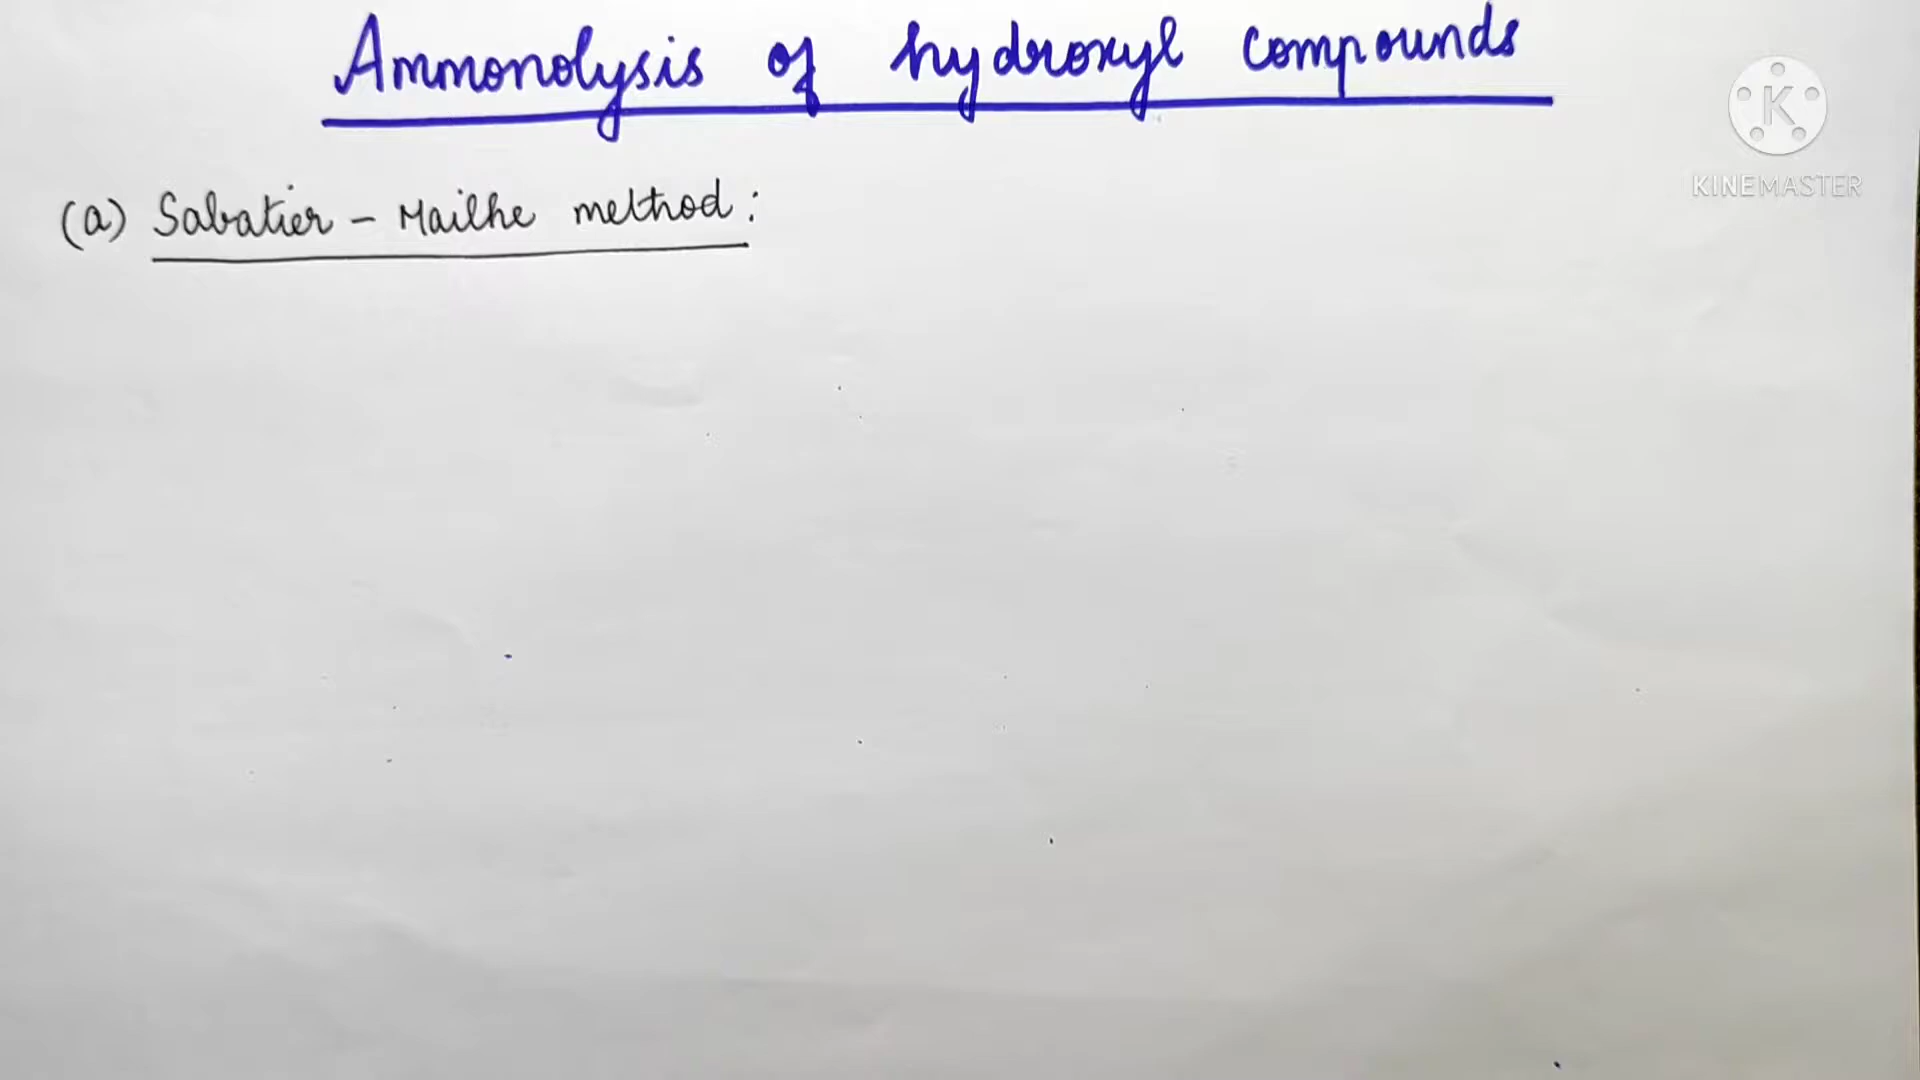 Ammonolysis of hydroxyl compounds
K
KINEMASTER
(a) Sabatier - Mailhe method: